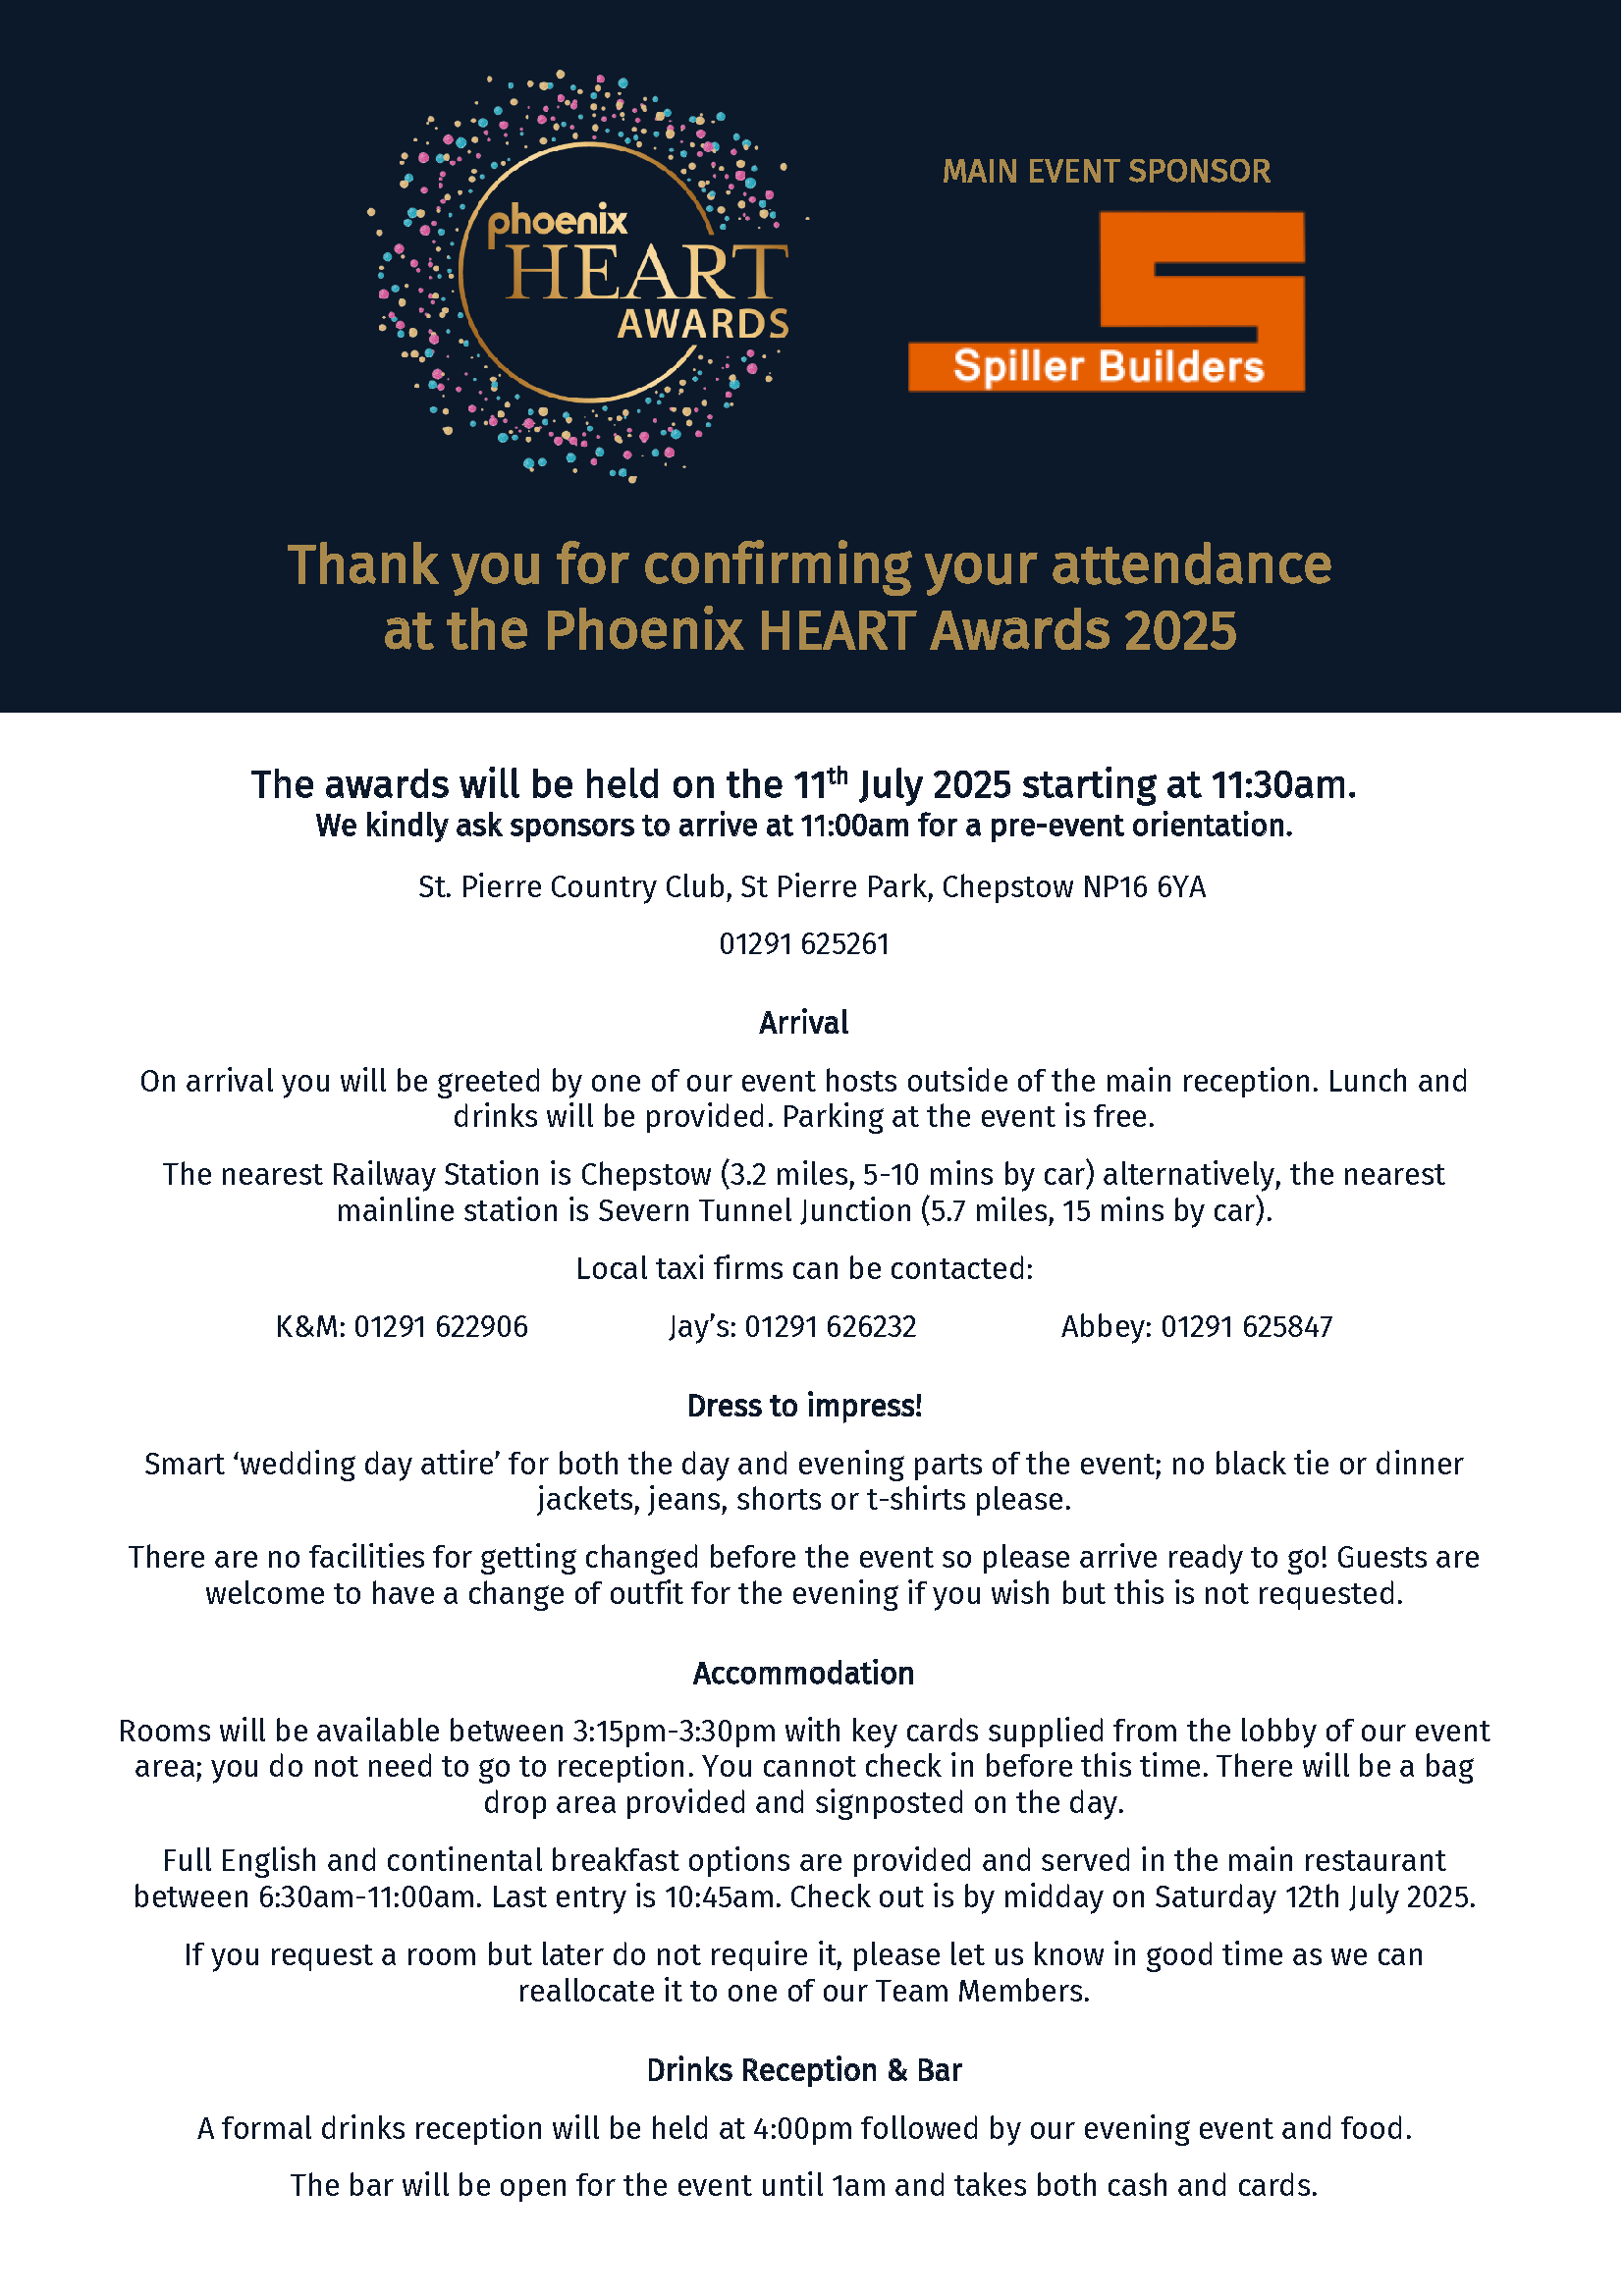 phoenix
HEART
AWARDS
MAIN EVENT SPONSOR
Spiller Builders
Thank you for confirming your attendance
at the Phoenix HEART Awards 2025
The awards will be held on the 11th July 2025 starting at 11:30am.
We kindly ask sponsors to arrive at 11:00am for a pre-event orientation.
St. Pierre Country Club, St Pierre Park, Chepstow NP16 6YA
01291 625261
Arrival
On arrival you will be greeted by one of our event hosts outside of the main reception. Lunch and
drinks will be provided. Parking at the event is free.
The nearest Railway Station is Chepstow (3.2 miles, 5-10 mins by car) alternatively, the nearest
mainline station is Severn Tunnel Junction (5.7 miles, 15 mins by car).
Local taxi firms can be contacted:
K&M: 01291 622906 Jay’s: 01291 626232 Abbey: 01291 625847
Dress to impress!
Smart ‘wedding day attire’ for both the day and evening parts of the event; no black tie or dinner
jackets, jeans, shorts or t-shirts please.
There are no facilities for getting changed before the event so please arrive ready to go! Guests are
welcome to have a change of outfit for the evening if you wish but this is not requested.
Accommodation
Rooms will be available between 3:15pm-3:30pm with key cards supplied from the lobby of our event
area; you do not need to go to reception. You cannot check in before this time. There will be a bag
drop area provided and signposted on the day.
Full English and continental breakfast options are provided and served in the main restaurant
between 6:30am-11:00am. Last entry is 10:45am. Check out is by midday on Saturday 12th July 2025.
If you request a room but later do not require it, please let us know in good time as we can
reallocate it to one of our Team Members.
Drinks Reception & Bar
A formal drinks reception will be held at 4:00pm followed by our evening event and food.
The bar will be open for the event until 1am and takes both cash and cards.